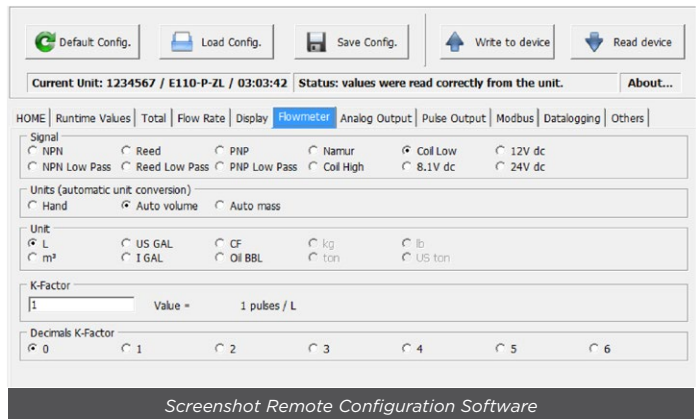 Default Config. Load Config. Save Config. Write to device Read device
Current Unit: 1234567 / E110-P-ZL / 03:03:42 Status: values were read correctly from the unit. About...
HOME Runtime Values Total Flow Rate Display Flowmeter Analog Output Pulse Output Modbus Datalogging Others
Signal
NPN Reed PNP Namur Coil Low 12V dc
NPN Low Pass Reed Low Pass PNP Low Pass Coil High 8.1V dc 24V dc
Units (automatic unit conversion)
Hand Auto volume Auto mass
Unit
L US GAL CF kg lb
m³ I GAL Oil BBL ton US ton
K-Factor
1 Value = 1 pulses / L
Decimals K-Factor
0 1 2 3 4 5 6
Screenshot Remote Configuration Software